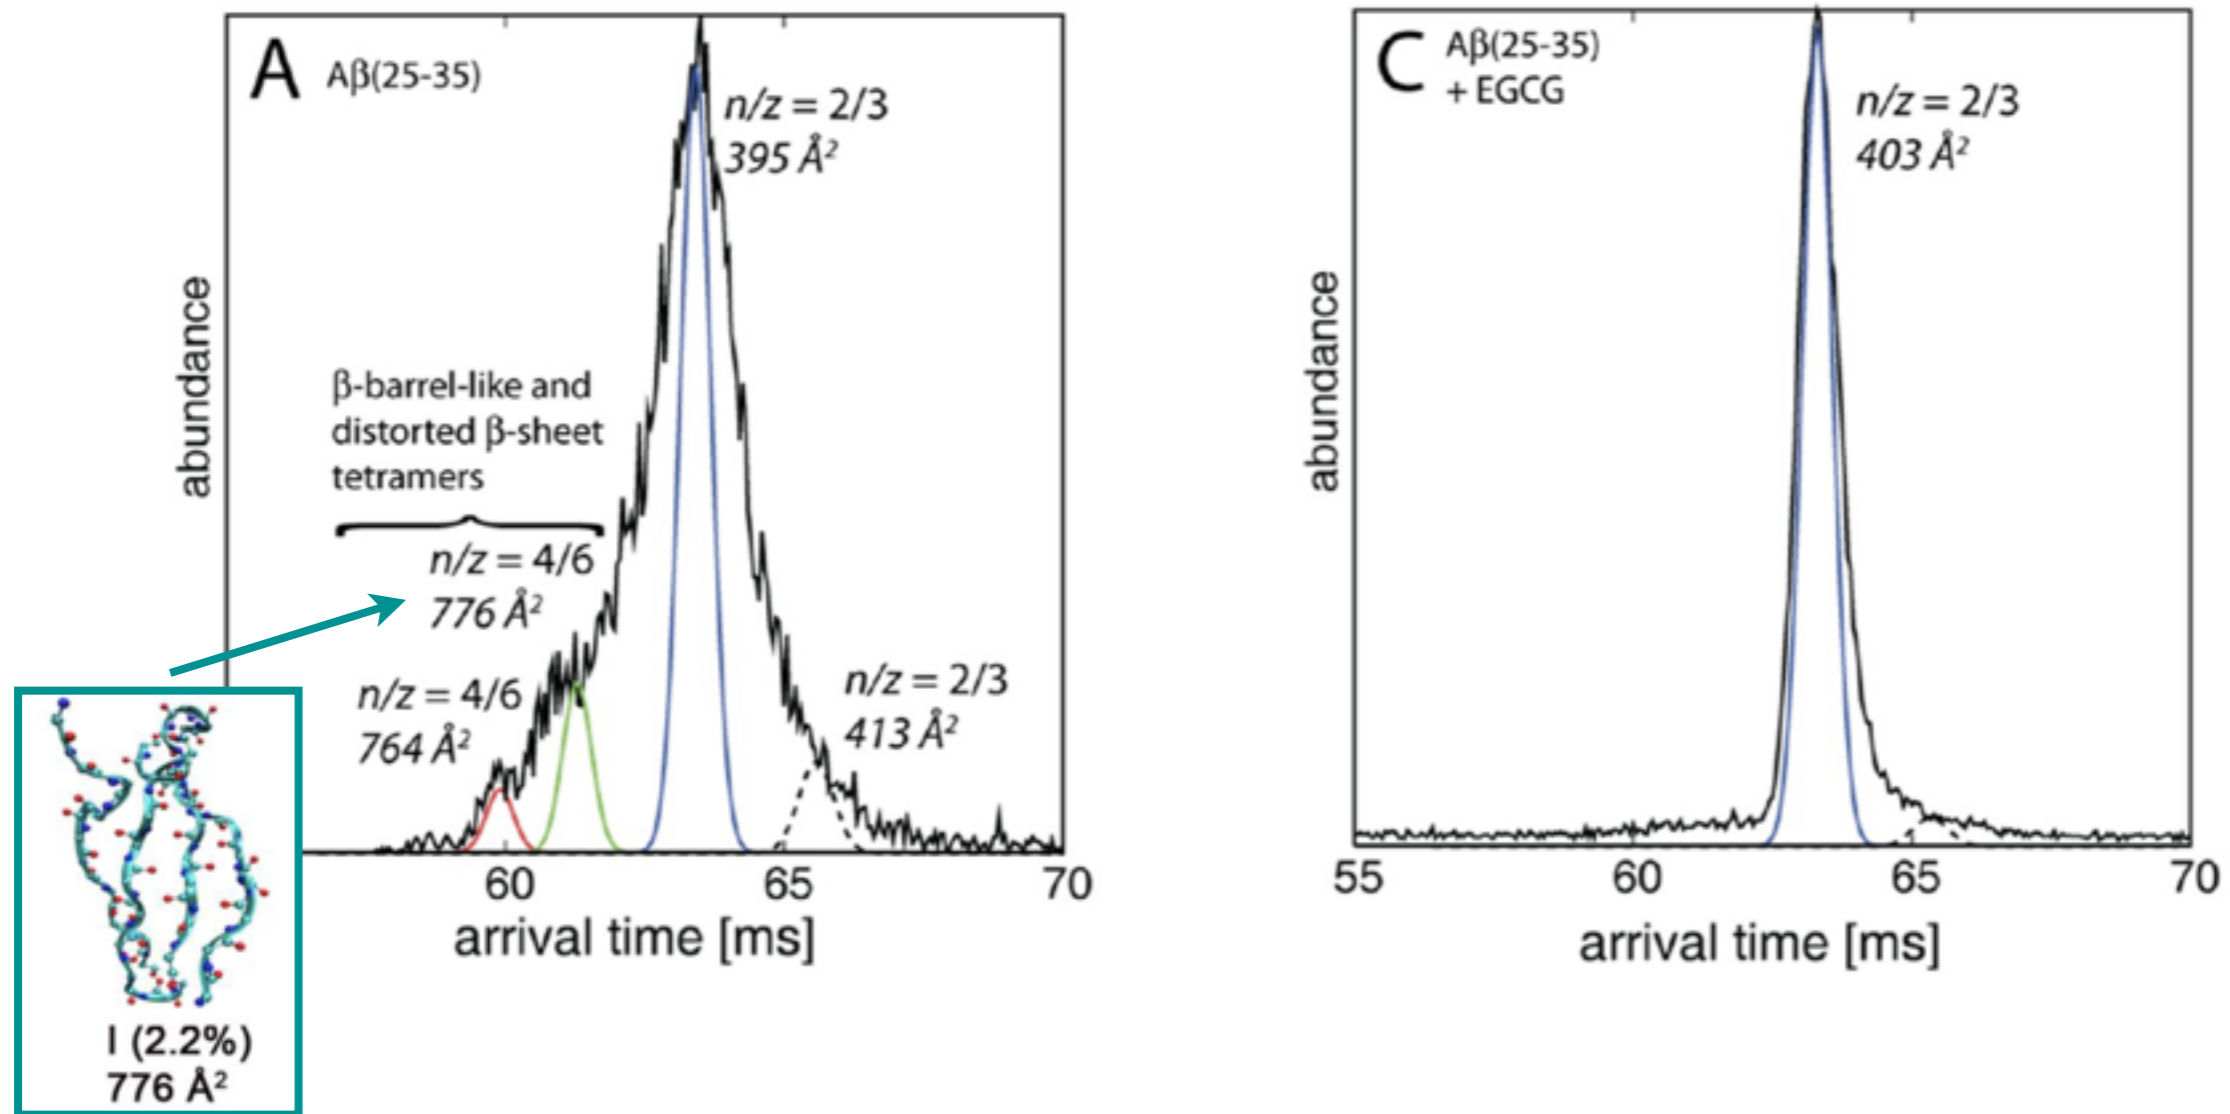 A Aβ(25-35)
n/z = 2/3
395 Å²
β-barrel-like and
distorted β-sheet
tetramers
n/z = 4/6
776 Å²
n/z = 4/6
764 Å²
n/z = 2/3
413 Å²
abundance
60 65 70
arrival time [ms]
I (2.2%)
776 Å²
C Aβ(25-35)
+ EGCG
n/z = 2/3
403 Å²
abundance
55 60 65 70
arrival time [ms]